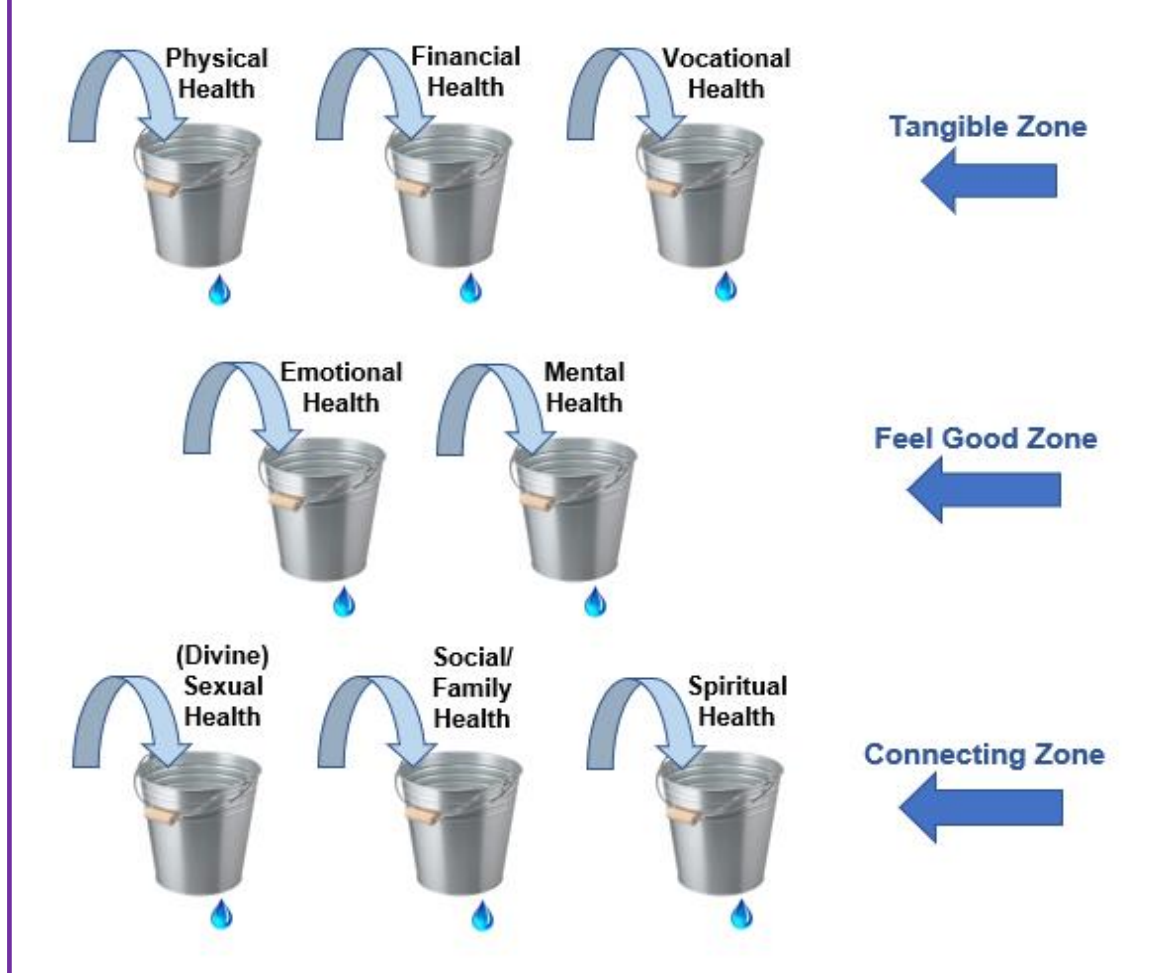 Physical
Health
Financial
Health
Vocational
Health
Tangible Zone
Emotional
Health
Mental
Health
Feel Good Zone
(Divine)
Sexual
Health
Social/
Family
Health
Spiritual
Health
Connecting Zone